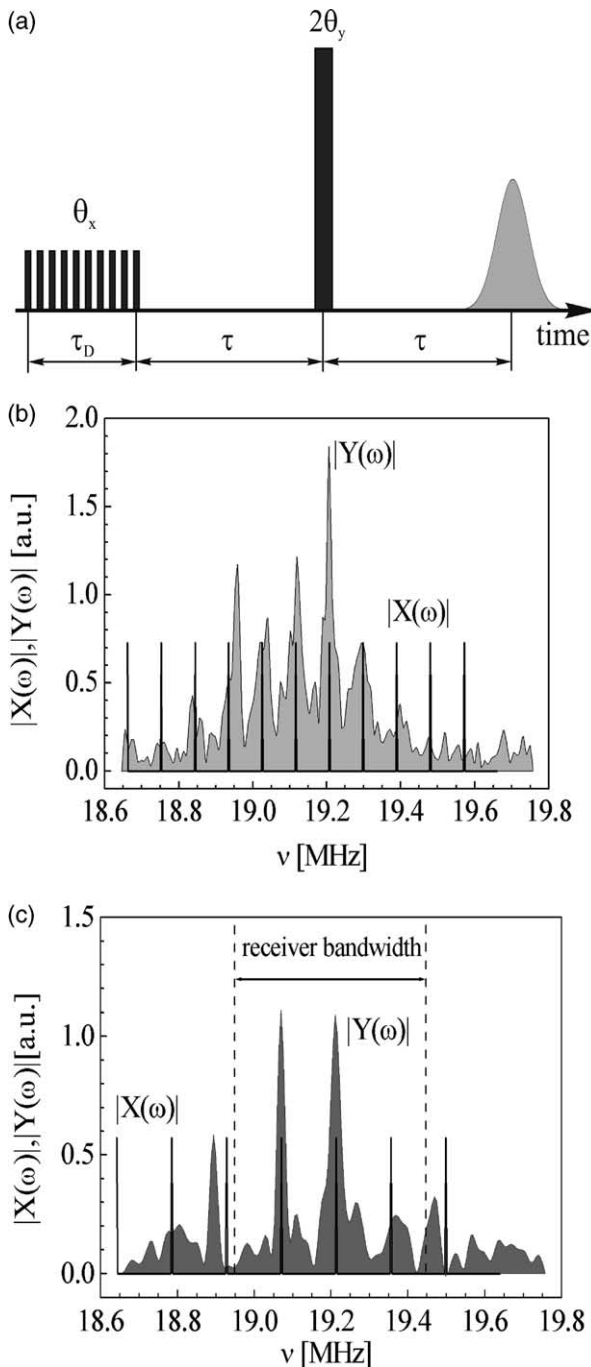 (a)
2θy
θx
τD
τ
τ
time
(b)
|X(ω)|,|Y(ω)| [a.u.]
2.0
1.5
1.0
0.5
0.0
|Y(ω)|
|X(ω)|
18.6 18.8 19.0 19.2 19.4 19.6 19.8
ν [MHz]
(c)
|X(ω)|,|Y(ω)|[a.u.]
1.5
1.0
0.5
0.0
receiver bandwidth
|Y(ω)|
|X(ω)|
18.6 18.8 19.0 19.2 19.4 19.6 19.8
ν [MHz]